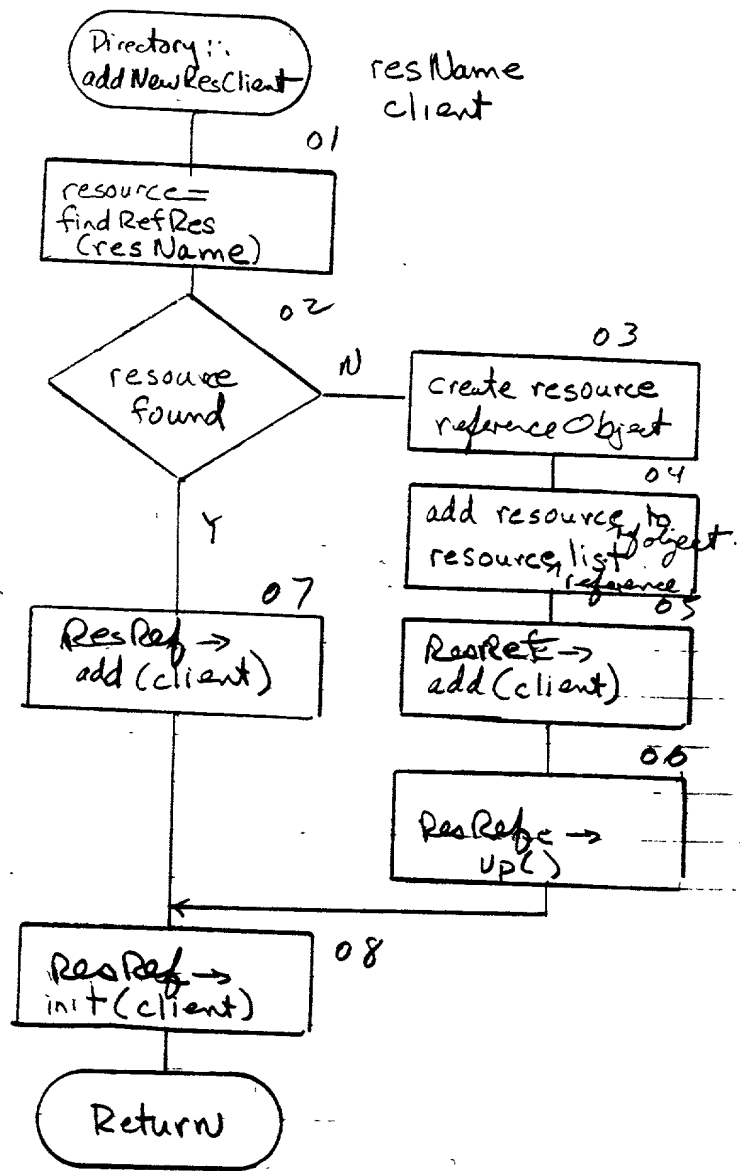 Directory::
addNewResClient
resName
client
01
resource=
findRefRes
(resName)
02
resource
found
N
Y
03
create resource
reference Object
04
add resource to
resource list
reference
object.
05
ResRef →
add (client)
06
ResRef →
up()
07
ResRef →
add (client)
08
ResRef →
init (client)
Return